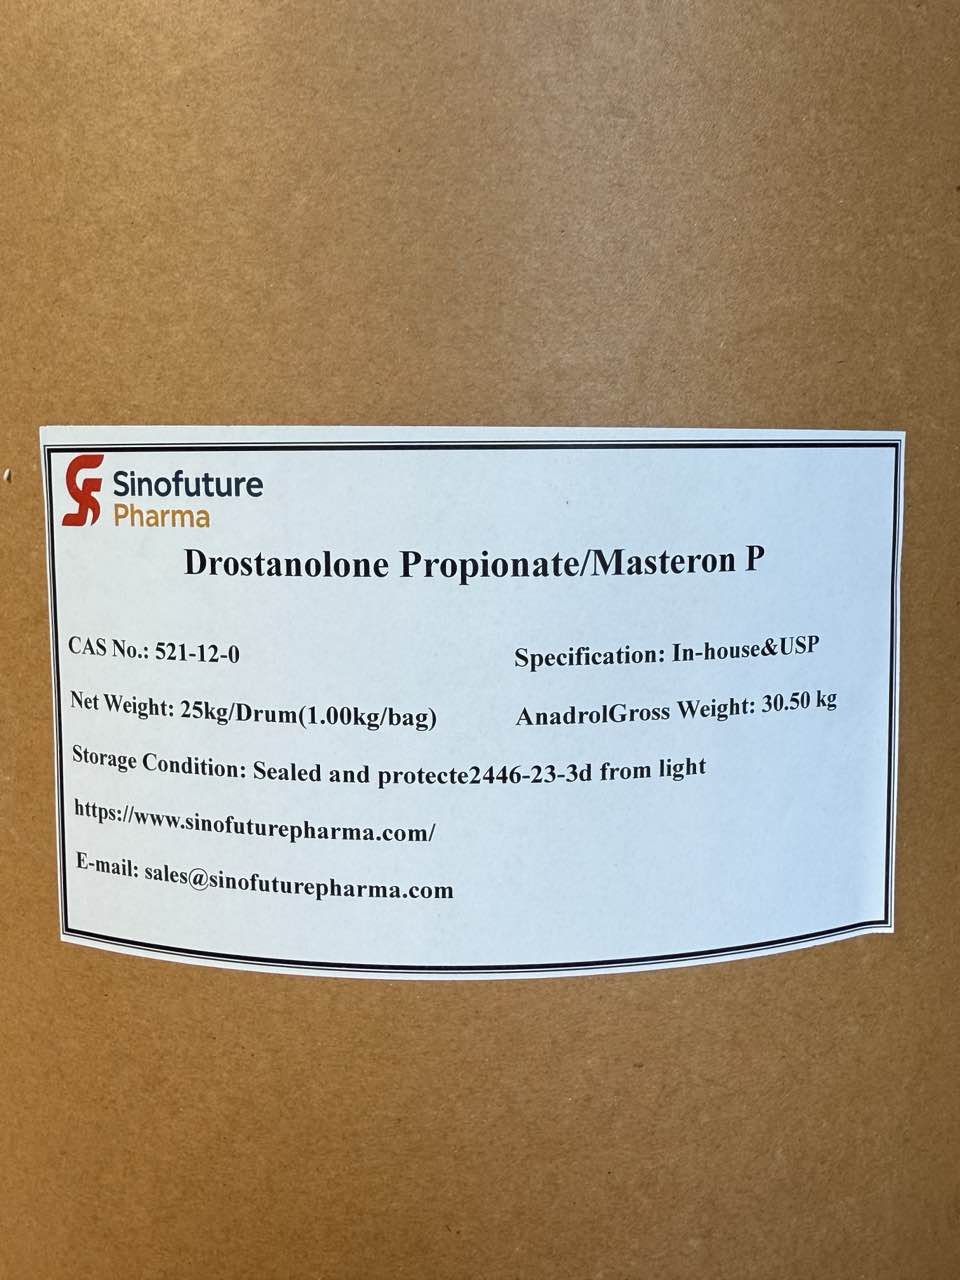 Sinofuture
Pharma
Drostanolone Propionate/Masteron P
CAS No.: 521-12-0
Specification: In-house&USP
Net Weight: 25kg/Drum(1.00kg/bag)
AnadrolGross Weight: 30.50 kg
Storage Condition: Sealed and protecte2446-23-3d from light
https://www.sinofuturepharma.com/
E-mail: sales@sinofuturepharma.com